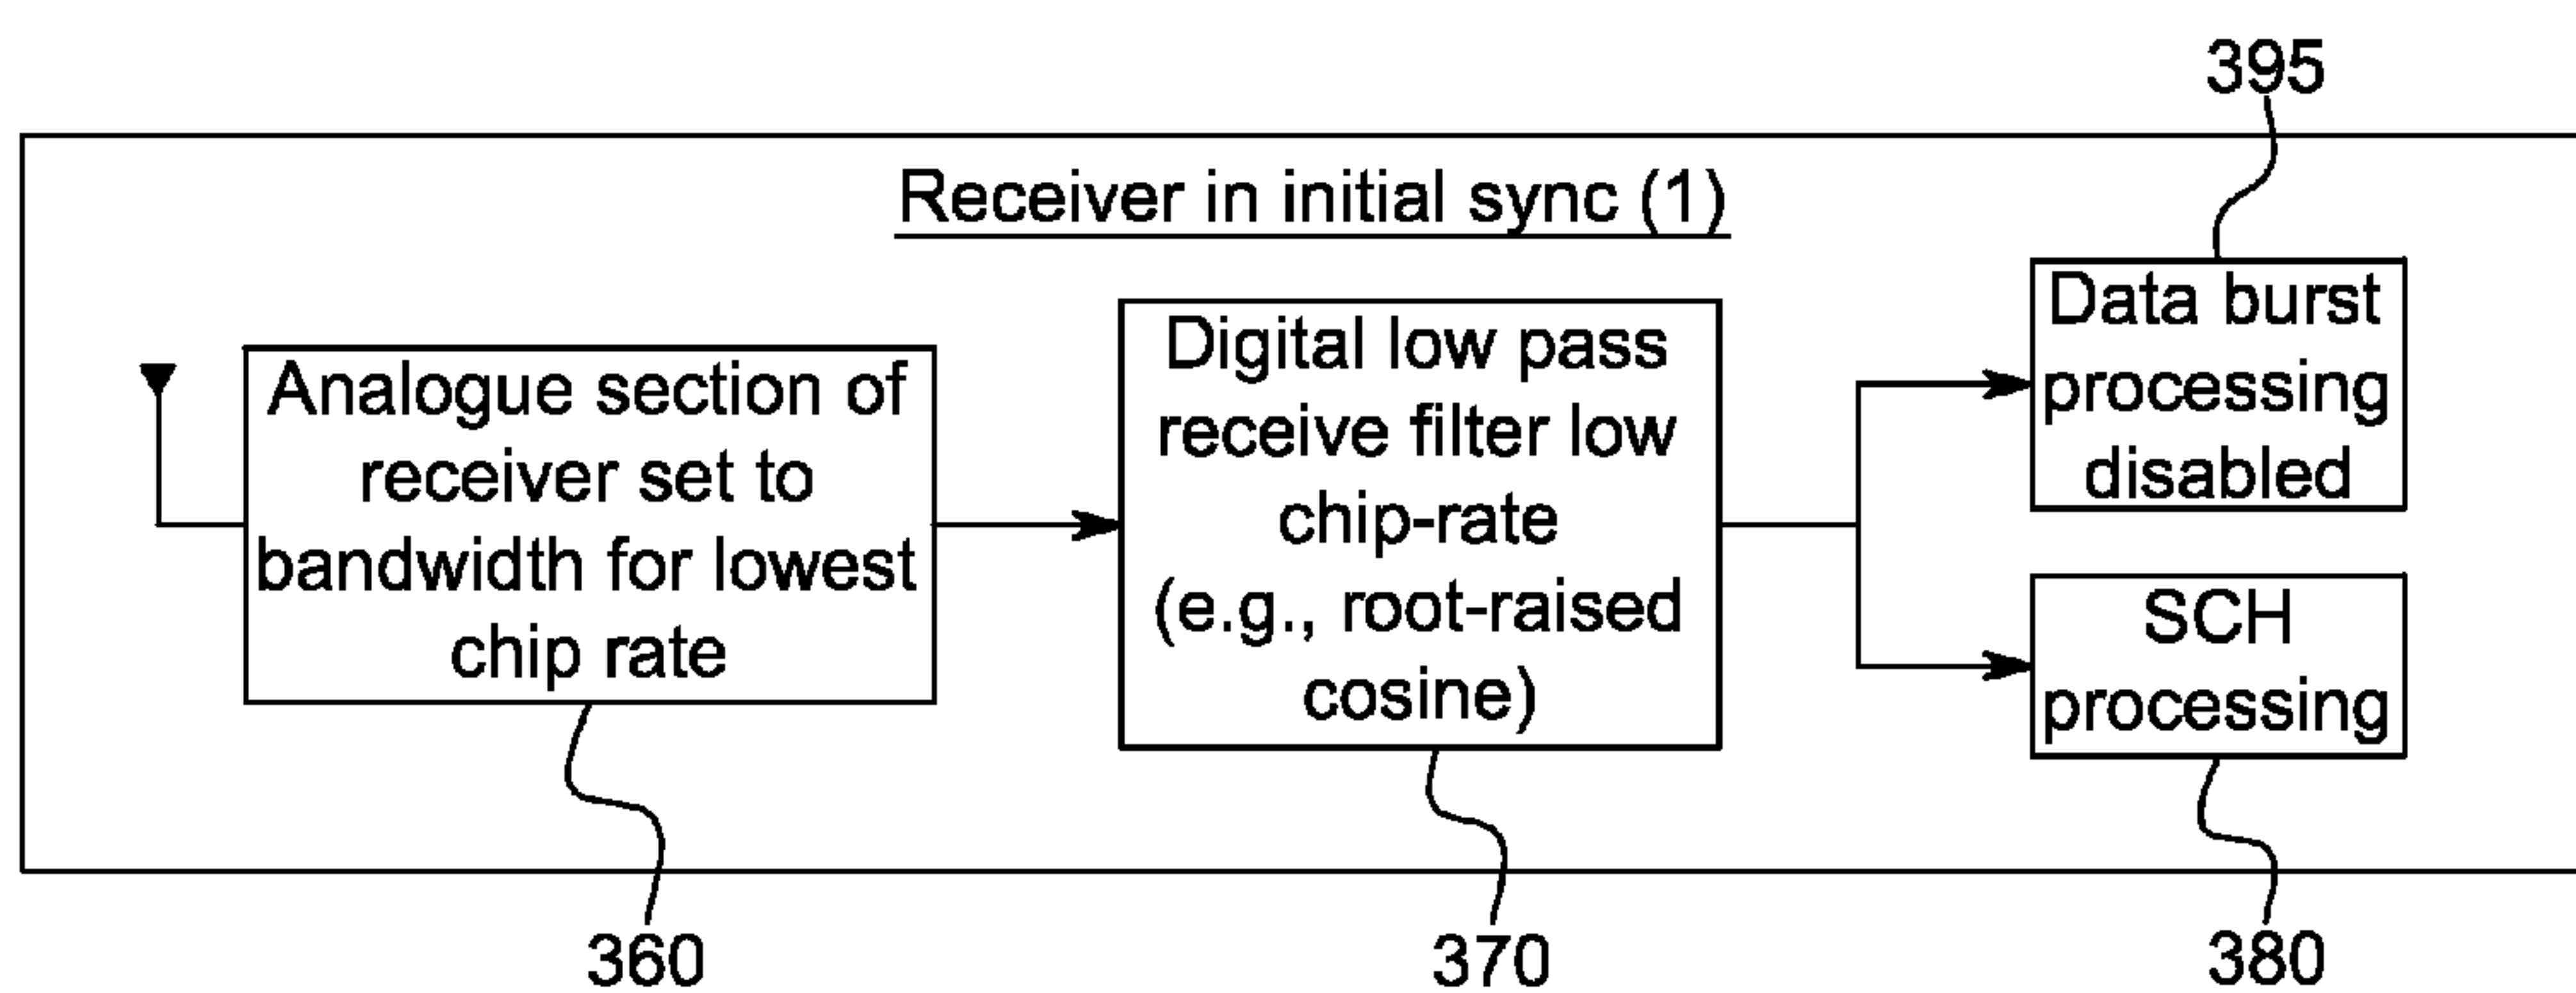 395
Receiver in initial sync (1)
Analogue section of
receiver set to
bandwidth for lowest
chip rate
Digital low pass
receive filter low
chip-rate
(e.g., root-raised
cosine)
Data burst
processing
disabled
SCH
processing
360
370
380